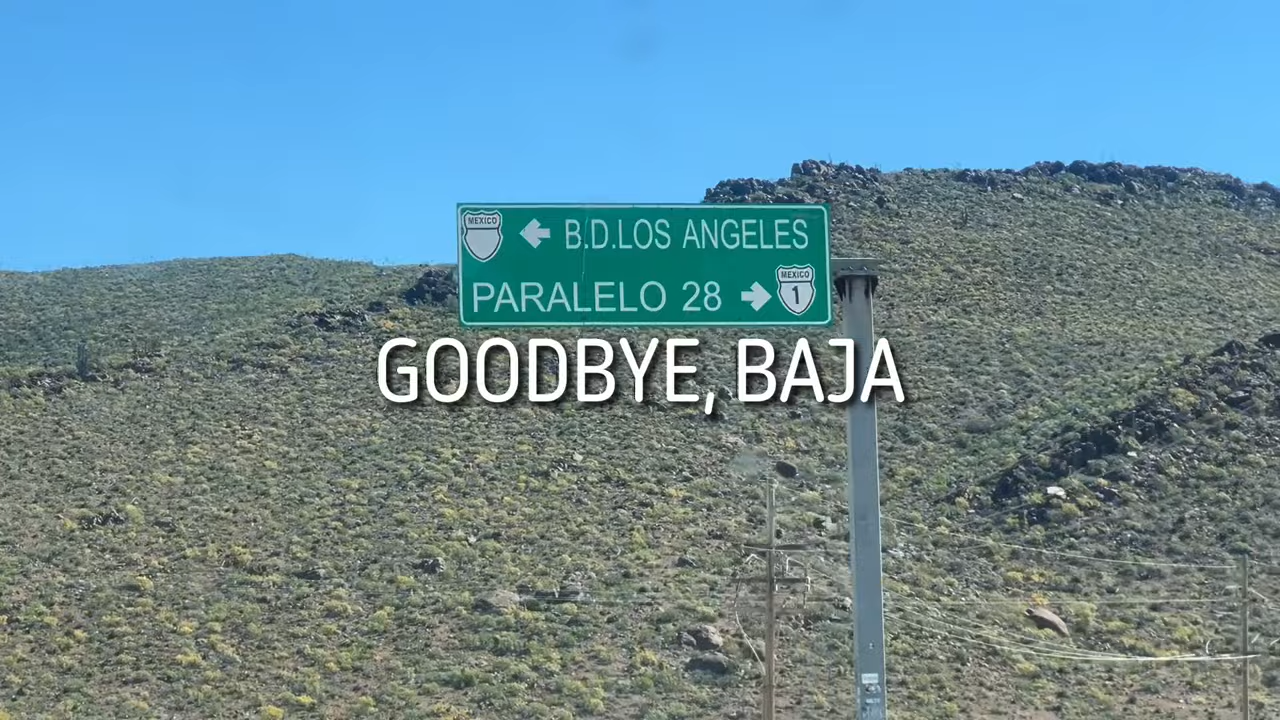 MEXICO
B.D.LOS ANGELES
PARALELO 28
MEXICO
1
GOODBYE, BAJA